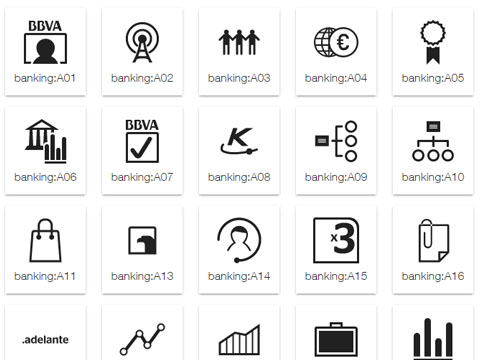 BBVA
banking:A01
banking:A02
€
banking:A03
banking:A04
banking:A05
BBVA
banking:A06
banking:A07
K
banking:A08
banking:A09
banking:A10
banking:A11
banking:A13
banking:A14
x3
banking:A15
banking:A16
.adelante